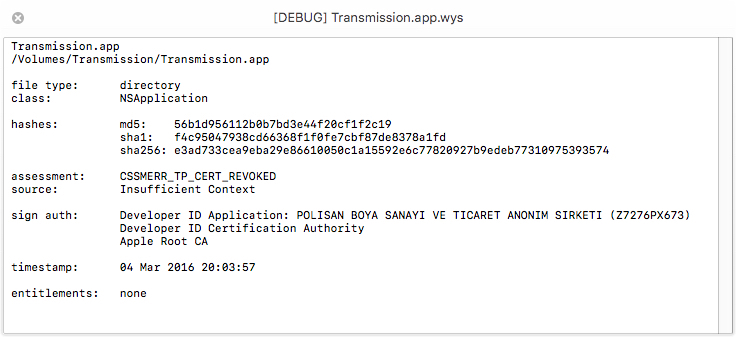 [DEBUG] Transmission.app.wys
Transmission.app
/Volumes/Transmission/Transmission.app
file type: directory
class: NSApplication
hashes: md5: 56b1d956112b0b7bd3e44f20cf1f2c19
sha1: f4c95047938cd66368f1f0fe7cbf87de8378a1fd
sha256: e3ad733cea9eba29e86610050c1a15592e6c77820927b9edeb77310975393574
assessment: CSSMERR_TP_CERT_REVOKED
source: Insufficient Context
sign auth: Developer ID Application: POLISAN BOYA SANAYI VE TICARET ANONIM SIRKETI (Z7276PX673)
Developer ID Certification Authority
Apple Root CA
timestamp: 04 Mar 2016 20:03:57
entitlements: none